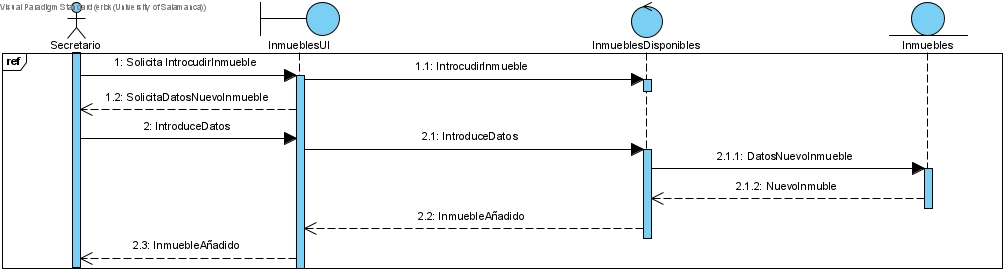 Visual Paradigm Standard(erick(University of Salamanca))
Secretario
InmueblesUI
InmueblesDisponibles
Inmuebles
ref
1: Solicita IntrocudirInmueble
1.1: IntrocudirInmueble
1.2: SolicitaDatosNuevoInmueble
2: IntroduceDatos
2.1: IntroduceDatos
2.1.1: DatosNuevoInmueble
2.1.2: NuevoInmuble
2.2: InmuebleAñadido
2.3: InmuebleAñadido